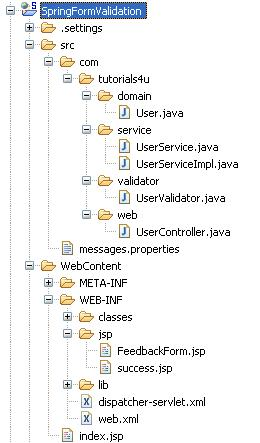 SpringFormValidation
.settings
src
com
tutorials4u
domain
User.java
service
UserService.java
UserServiceImpl.java
validator
UserValidator.java
web
UserController.java
messages.properties
WebContent
META-INF
WEB-INF
classes
jsp
FeedbackForm.jsp
success.jsp
lib
dispatcher-servlet.xml
web.xml
index.jsp